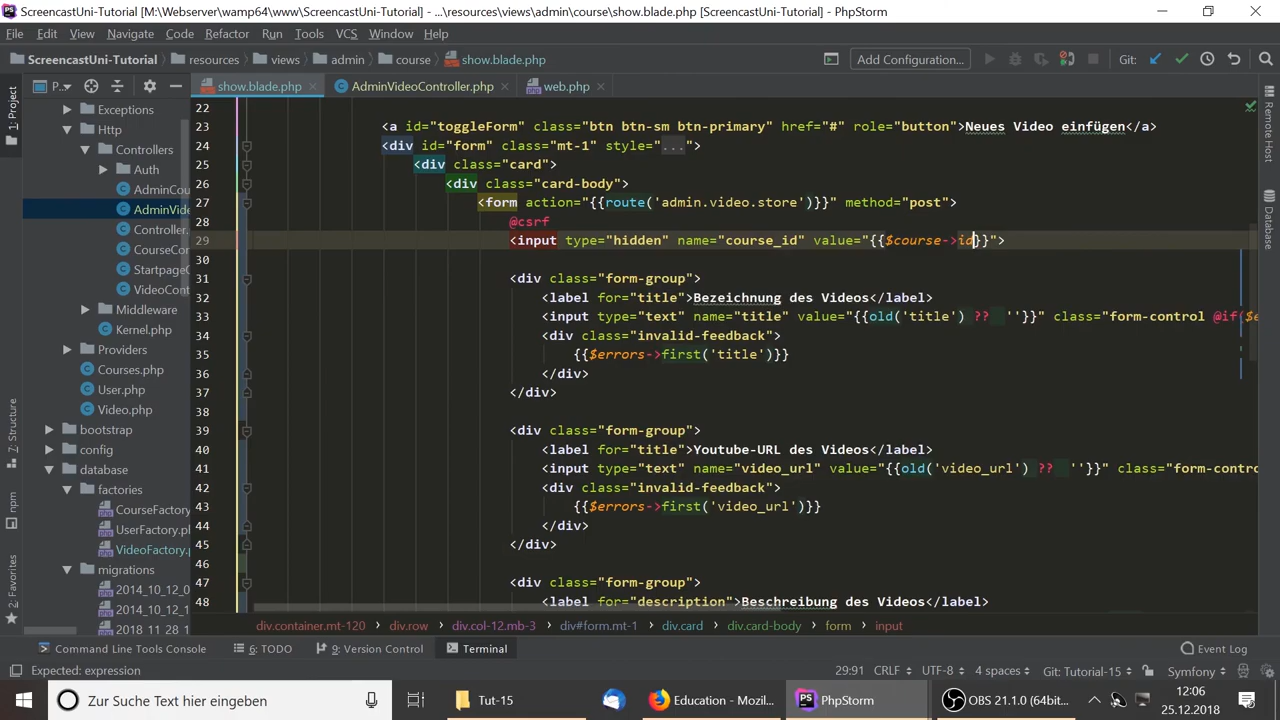 ScreencastUni-Tutorial [M:\Webserver\wamp64\www\ScreencastUni-Tutorial] - ...\resources\views\admin\course\show.blade.php [ScreencastUni-Tutorial] - PhpStorm
File Edit View Navigate Code Refactor Run Tools VCS Window Help
ScreencastUni-Tutorial resources views admin course show.blade.php Add Configuration... Git:
P.. show.blade.php AdminVideoController.php web.php
1: Project
7: Structure
npm
2: Favorites
Remote Host
Database
Exceptions
Http
Controllers
Auth
AdminCou
AdminVide
Controller.
CourseCon
Startpage
VideoCont
Middleware
Kernel.php
Providers
Courses.php
User.php
Video.php
bootstrap
config
database
factories
CourseFactory
UserFactory.p
VideoFactory.
migrations
2014_10_12_0
2014_10_12_1
2018_11_28_1
22
23 <a id="toggleForm" class="btn btn-sm btn-primary" href="#" role="button">Neues Video einfügen</a>
24 <div id="form" class="mt-1" style="...">
25 <div class="card">
26 <div class="card-body">
27 <form action="{{route('admin.video.store')}}" method="post">
28 @csrf
29 <input type="hidden" name="course_id" value="{{$course->id}}">
30
31 <div class="form-group">
32 <label for="title">Bezeichnung des Videos</label>
33 <input type="text" name="title" value="{{old('title') ?? ''}}" class="form-control @if($e
34 <div class="invalid-feedback">
35 {{$errors->first('title')}}
36 </div>
37 </div>
38
39 <div class="form-group">
40 <label for="title">Youtube-URL des Videos</label>
41 <input type="text" name="video_url" value="{{old('video_url') ?? ''}}" class="form-contro
42 <div class="invalid-feedback">
43 {{$errors->first('video_url')}}
44 </div>
45 </div>
46
47 <div class="form-group">
48 <label for="description">Beschreibung des Videos</label>
div.container.mt-120 div.row div.col-12.mb-3 div#form.mt-1 div.card div.card-body form input
Command Line Tools Console 6: TODO 9: Version Control Terminal Event Log
Expected: expression 29:91 CRLF UTF-8 4 spaces Git: Tutorial-15 Symfony
Zur Suche Text hier eingeben Tut-15 Education - Mozil... PhpStorm OBS 21.1.0 (64bit... 12:06
25.12.2018